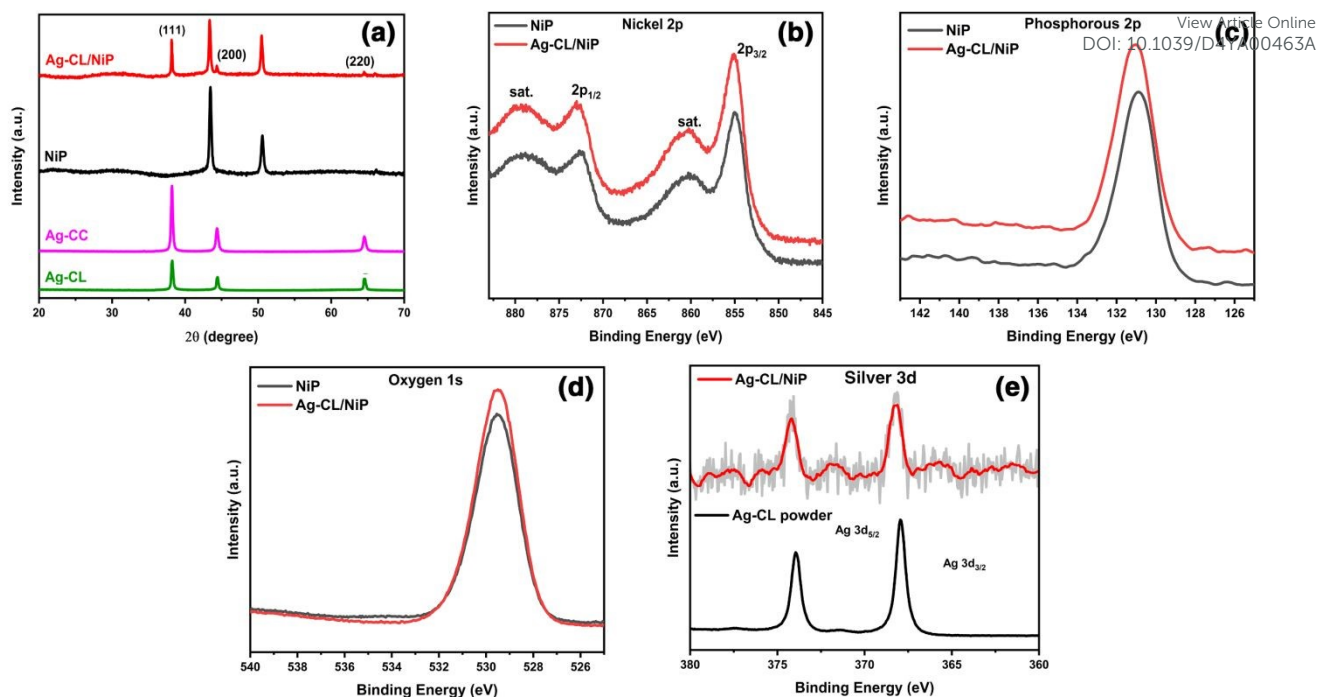 View Article Online
DOI: 10.1039/D4YA00463A
(a)
(111)
(200)
(220)
Ag-CL/NiP
NiP
Ag-CC
Ag-CL
Intensity (a.u.)
20 30 40 50 60 70
2θ (degree)
Nickel 2p
(b)
NiP
Ag-CL/NiP
sat.
2p1/2
sat.
2p3/2
Intensity (a.u.)
880 875 870 865 860 855 850 845
Binding Energy (eV)
Phosphorous 2p
(c)
NiP
Ag-CL/NiP
Intensity (a.u.)
142 140 138 136 134 132 130 128 126
Binding Energy (eV)
Oxygen 1s
(d)
NiP
Ag-CL/NiP
Intensity (a.u.)
540 538 536 534 532 530 528 526
Binding Energy (eV)
Silver 3d
(e)
Ag-CL/NiP
Ag-CL powder
Ag 3d5/2
Ag 3d3/2
Intensity (a.u.)
380 375 370 365 360
Binding Energy (eV)